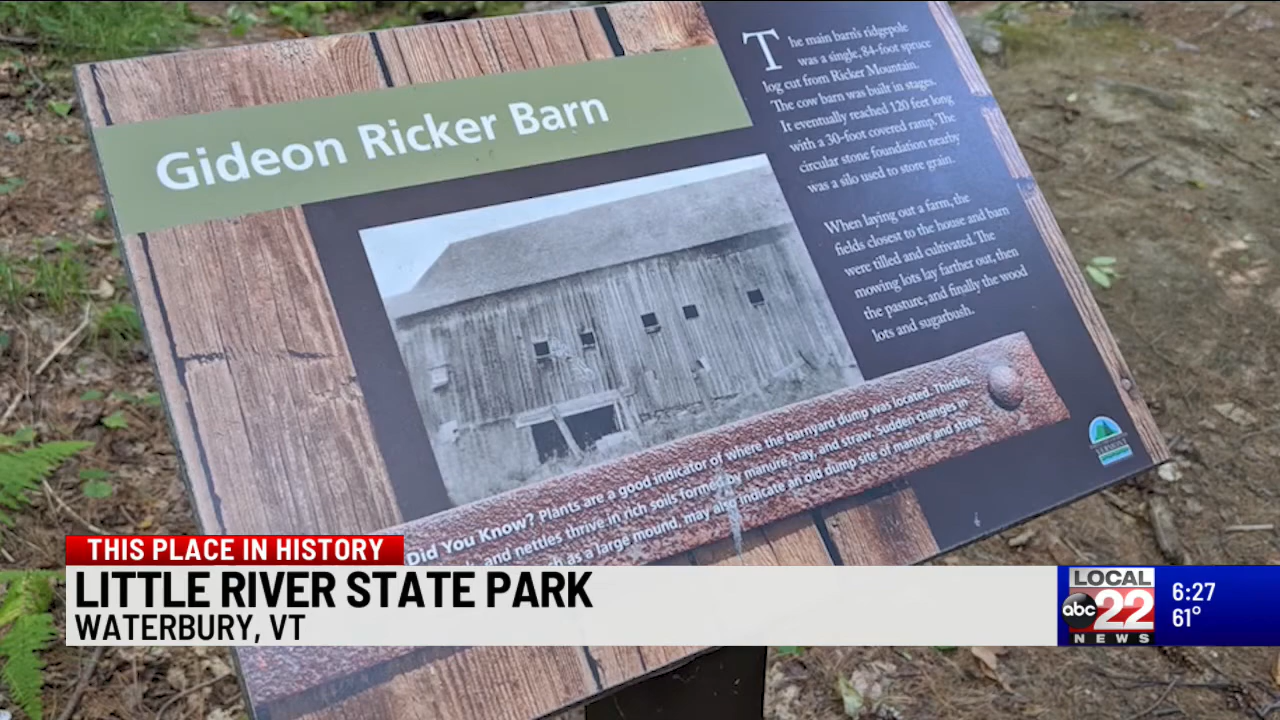 Gideon Ricker Barn
The main barn's ridgepole
was a single, 84-foot spruce
log cut from Ricker Mountain.
The cow barn was built in stages.
It eventually reached 120 feet long
with a 30-foot covered ramp. The
circular stone foundation nearby
was a silo used to store grain.
When laying out a farm, the
fields closest to the house and barn
were tilled and cultivated. The
mowing lots lay farther out, then
the pasture, and finally the wood
lots and sugarbush.
Did You Know? Plants are a good indicator of where the barnyard dump was located. Thistles,
and nettles thrive in rich soils formed by manure, hay, and straw. Sudden changes in
as a large mound, may also indicate an old dump site of manure and straw.
VERMONT
THIS PLACE IN HISTORY
LITTLE RIVER STATE PARK
WATERBURY, VT
LOCAL
abc 22
NEWS
6:27
61°